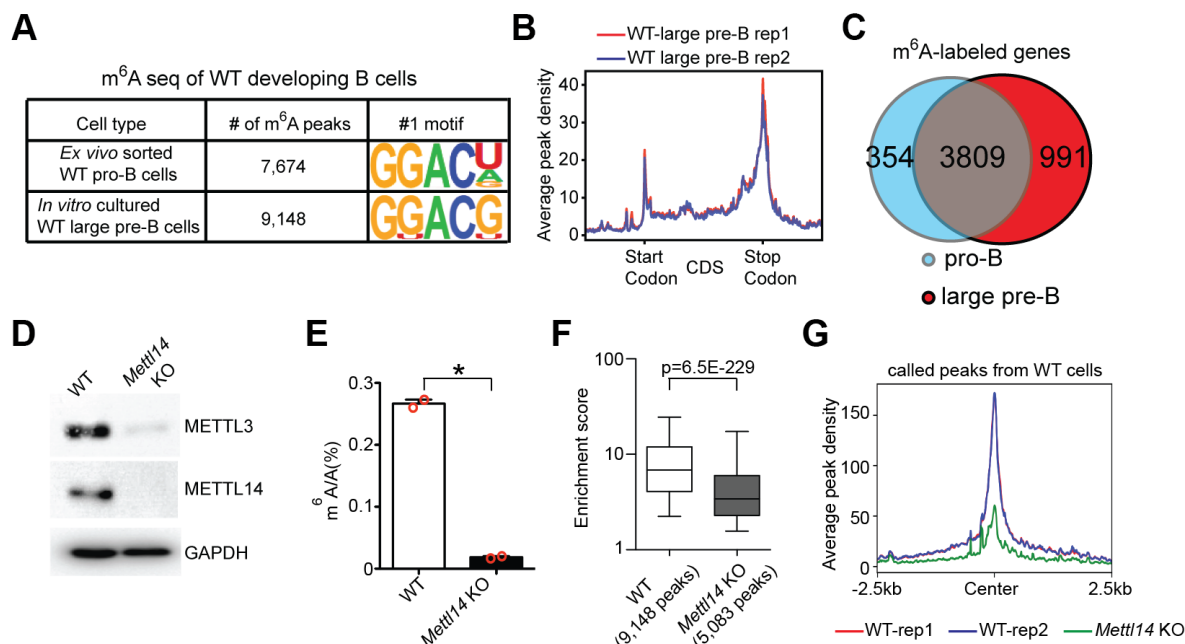 A
m6A seq of WT developing B cells
Cell type # of m6A peaks #1 motif
Ex vivo sorted
WT pro-B cells
7,674
GGACU
A
G
In vitro cultured
WT large pre-B cells
9,148
GGACG
U U
B
WT-large pre-B rep1
WT large pre-B rep2
Average peak density
40
30
20
10
0
Start
Codon
CDS
Stop
Codon
C
m6A-labeled genes
354 3809 991
pro-B
large pre-B
D
WT
Mettl14
KO
METTL3
METTL14
GAPDH
E
m6 A/A(%)
0.3
0.2
0.1
0
*
WT
Mettl14 KO
F
Enrichment score
100
10
1
p=6.5E-229
WT
(9,148 peaks)
Mettl14 KO
(5,083 peaks)
G
called peaks from WT cells
Average peak density
150
100
50
0
-2.5kb Center 2.5kb
WT-rep1 WT-rep2 Mettl14 KO